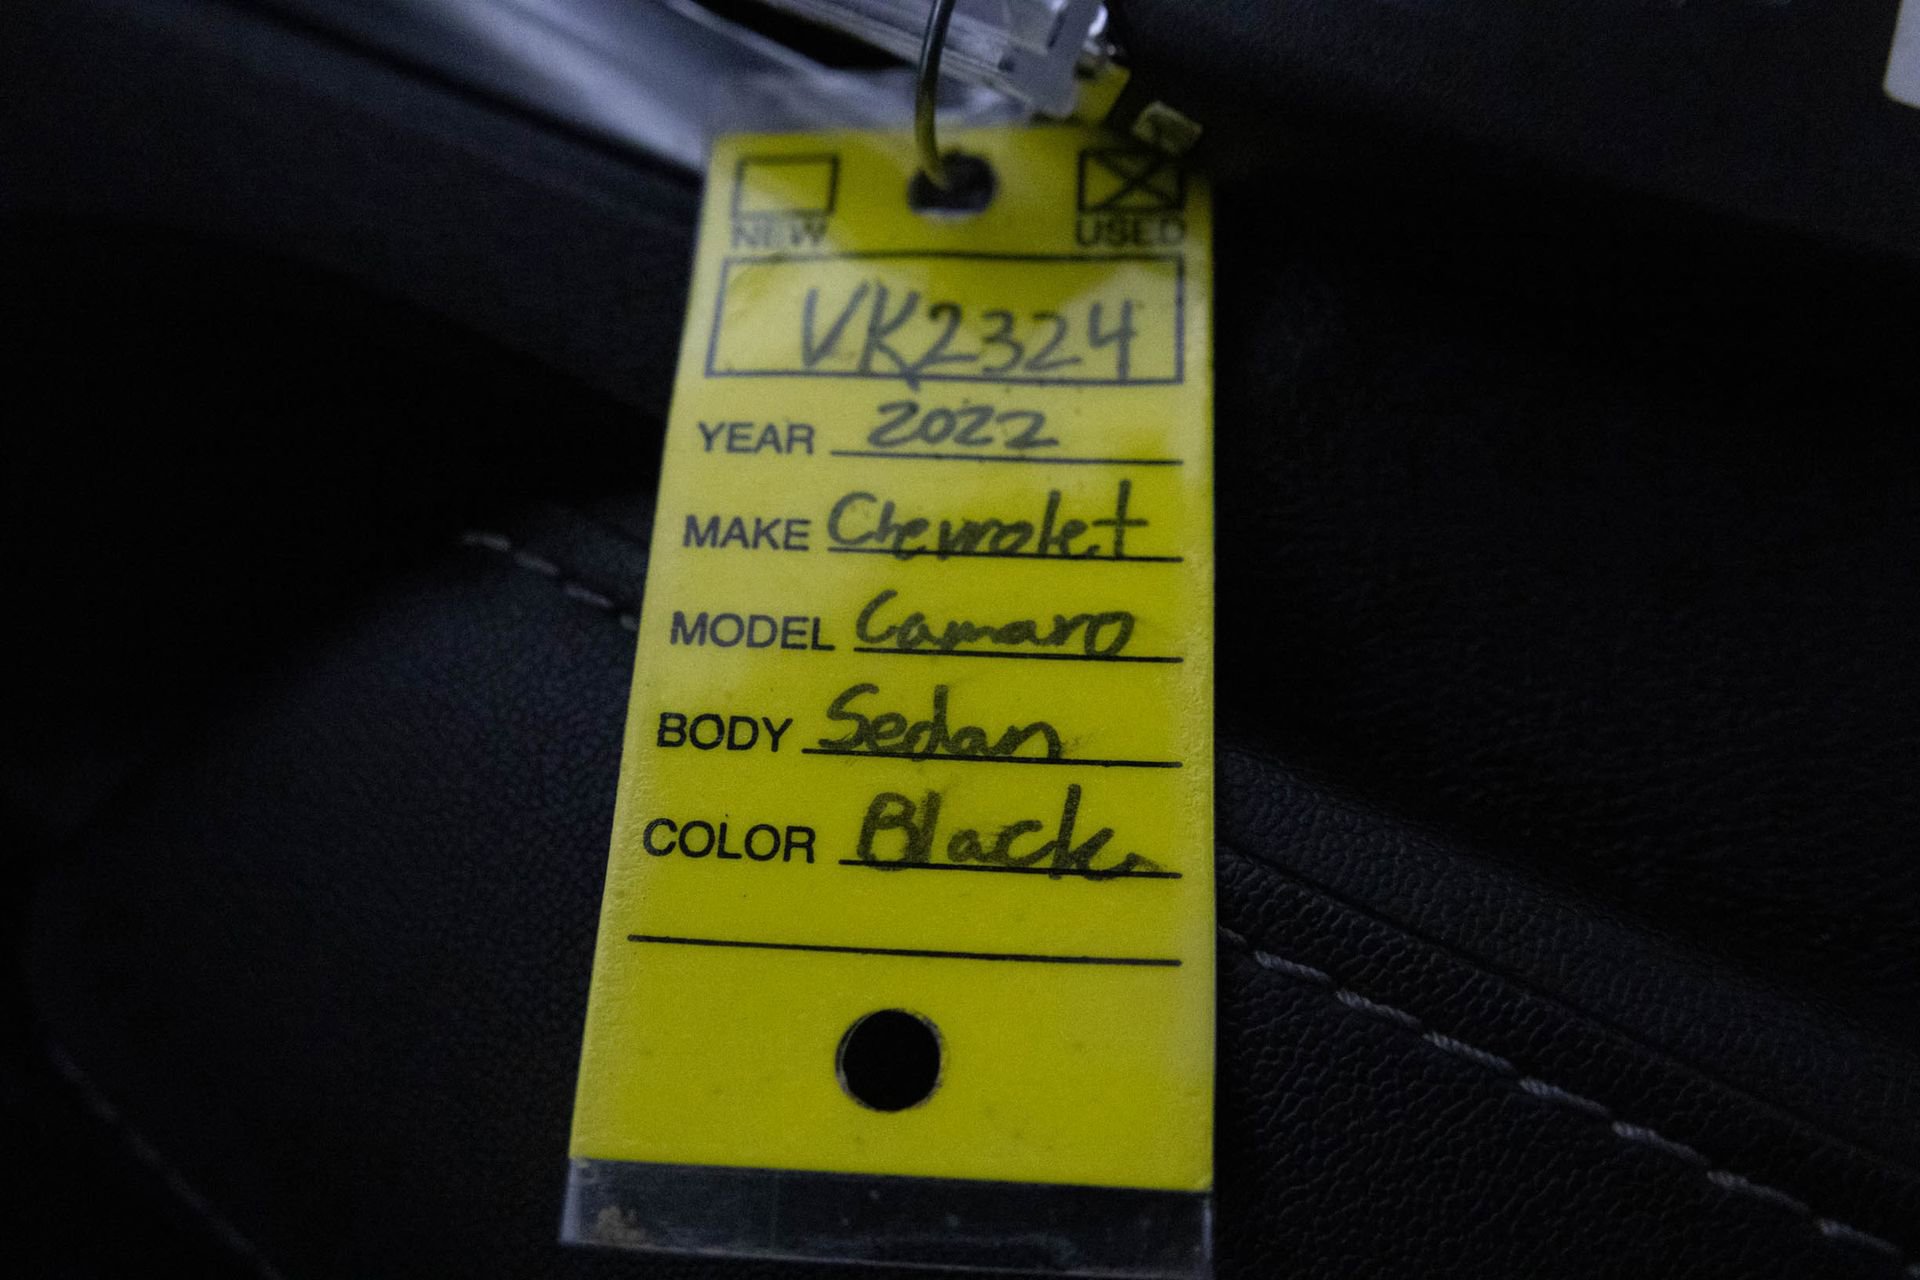 NEW USED
VK2324
YEAR 2022
MAKE Chevrolet
MODEL Camaro
BODY Sedan
COLOR Black